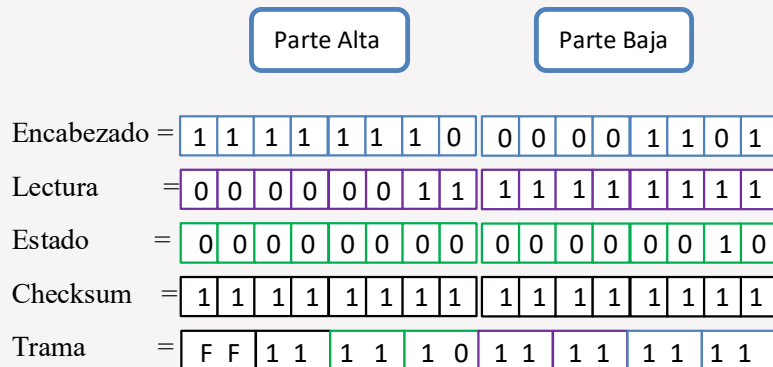 Parte Alta Parte Baja
Encabezado = 1 1 1 1 1 1 1 0 0 0 0 0 1 1 0 1
Lectura = 0 0 0 0 0 0 1 1 1 1 1 1 1 1 1 1
Estado = 0 0 0 0 0 0 0 0 0 0 0 0 0 0 1 0
Checksum = 1 1 1 1 1 1 1 1 1 1 1 1 1 1 1 1
Trama = F F 1 1 1 1 1 0 1 1 1 1 1 1 1 1